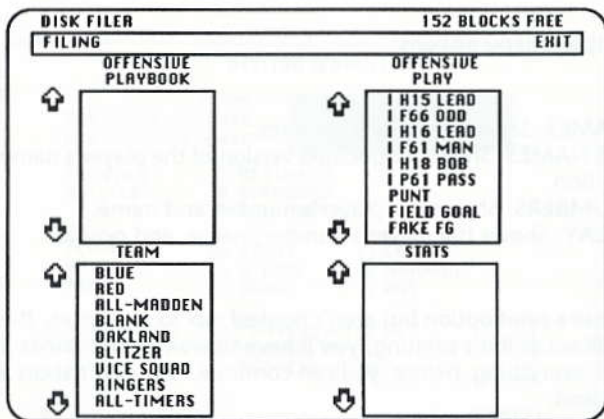 DISK FILER 152 BLOCKS FREE
FILING EXIT
OFFENSIVE
PLAYBOOK
OFFENSIVE
PLAY
I H15 LEAD
I F66 ODD
I H16 LEAD
I F61 MAN
I H18 BOB
I P61 PASS
PUNT
FIELD GOAL
FAKE FG
TEAM
BLUE
RED
ALL-MADDEN
BLANK
OAKLAND
BLITZER
VICE SQUAD
RINGERS
ALL-TIMERS
STATS